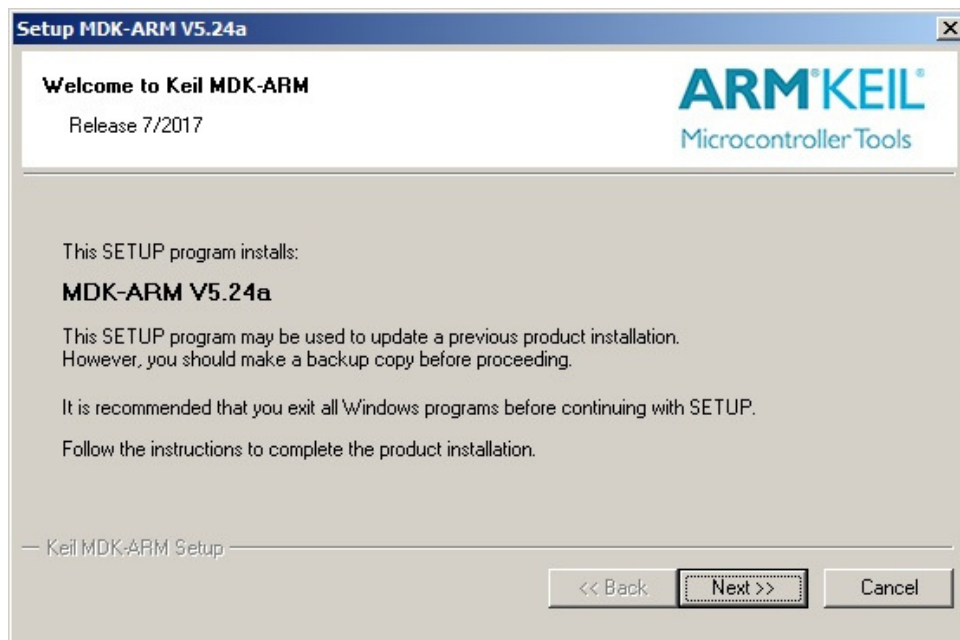 Setup MDK-ARM V5.24a
Welcome to Keil MDK-ARM
Release 7/2017
ARM® KEIL®
Microcontroller Tools
This SETUP program installs:
MDK-ARM V5.24a
This SETUP program may be used to update a previous product installation.
However, you should make a backup copy before proceeding.
It is recommended that you exit all Windows programs before continuing with SETUP.
Follow the instructions to complete the product installation.
Keil MDK-ARM Setup
<< Back Next >> Cancel